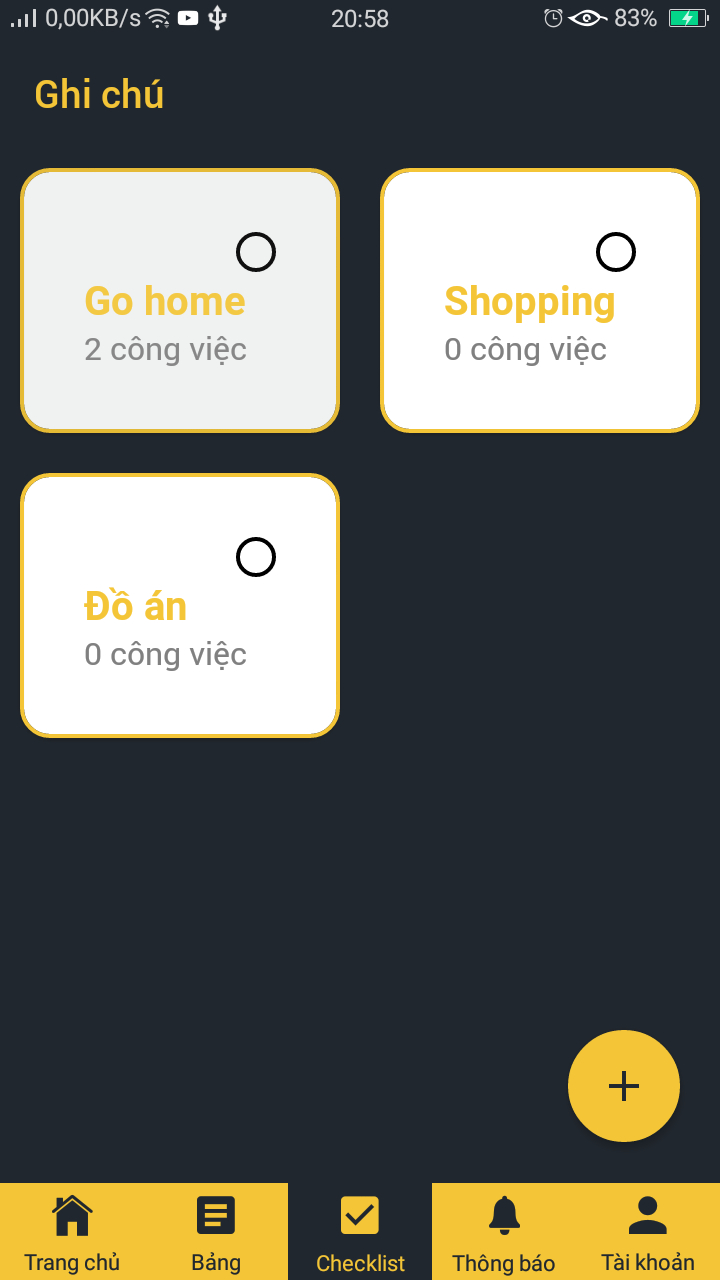 0,00KB/s 20:58 83%
Ghi chú
Go home
2 công việc
Shopping
0 công việc
Đồ án
0 công việc
Trang chủ
Bảng
Checklist
Thông báo
Tài khoản